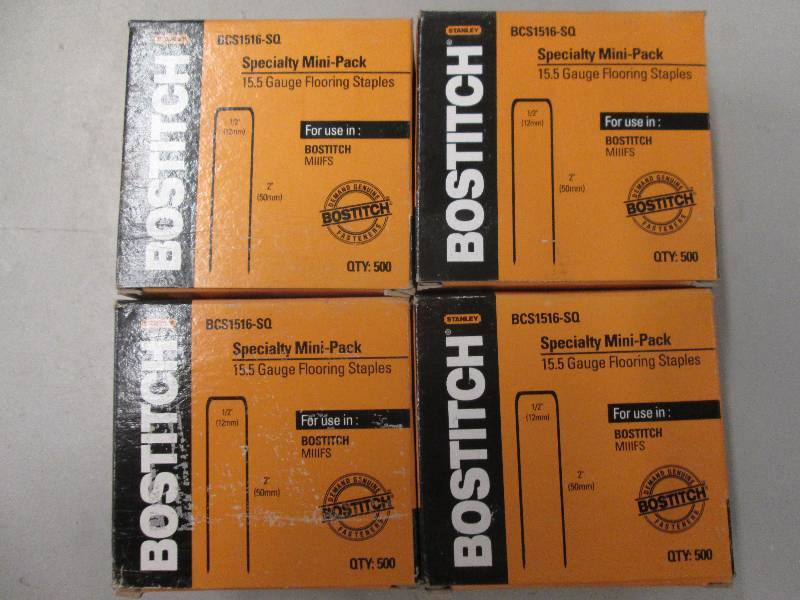 STANLEY
BOSTITCH
BCS1516-SQ
Specialty Mini-Pack
15.5 Gauge Flooring Staples
1/2"
(12mm)
2"
(50mm)
For use in :
BOSTITCH
MIIIFS
DEMAND GENUINE
BOSTITCH
FASTENERS
QTY: 500
STANLEY
BOSTITCH®
BCS1516-SQ
Specialty Mini-Pack
15.5 Gauge Flooring Staples
1/2"
(12mm)
2"
(50mm)
For use in :
BOSTITCH
MIIIFS
DEMAND GENUINE
BOSTITCH
FASTENERS
QTY: 500
STANLEY
BOSTITCH
BCS1516-SQ
Specialty Mini-Pack
15.5 Gauge Flooring Staples
1/2"
(12mm)
2"
(50mm)
For use in :
BOSTITCH
MIIIFS
DEMAND GENUINE
BOSTITCH
FASTENERS
QTY: 500
STANLEY
BOSTITCH®
BCS1516-SQ
Specialty Mini-Pack
15.5 Gauge Flooring Staples
1/2"
(12mm)
2"
(50mm)
For use in :
BOSTITCH
MIIIFS
DEMAND GENUINE
BOSTITCH
FASTENERS
QTY: 500